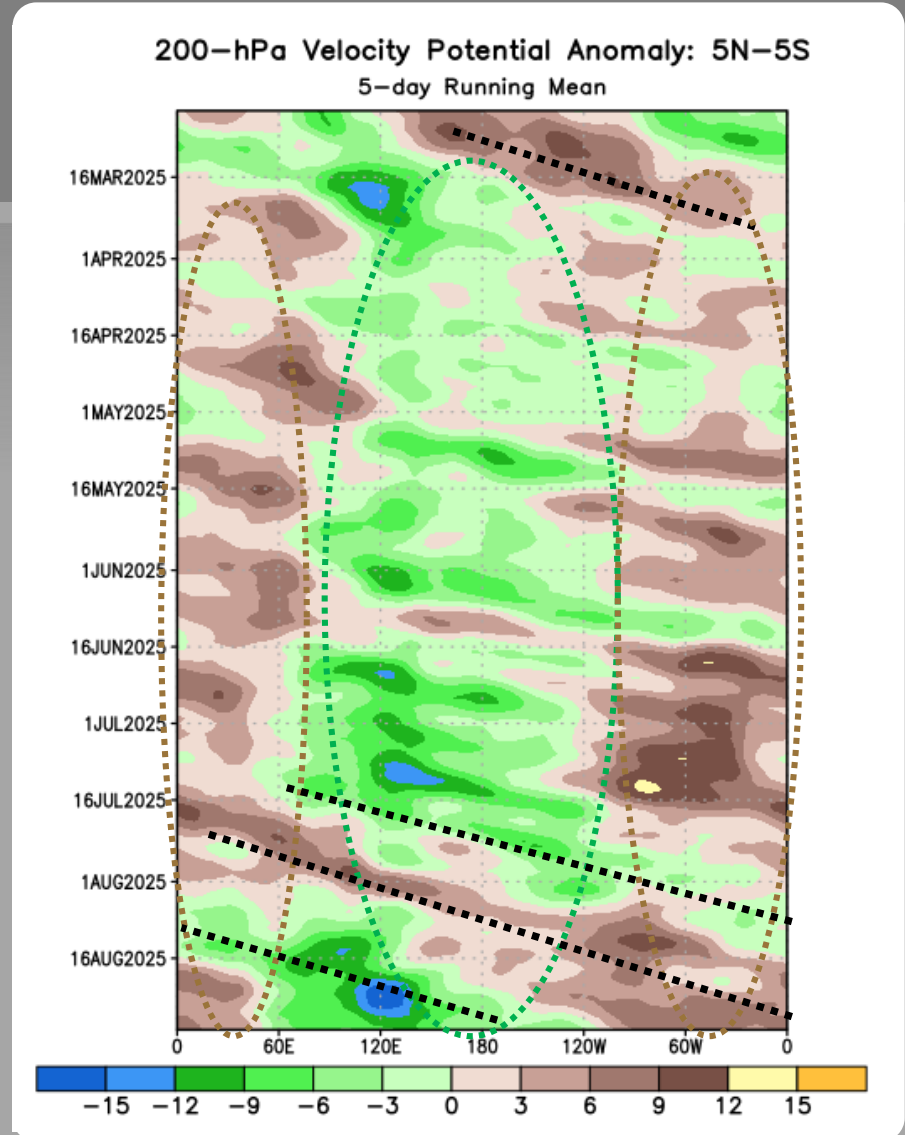 200-hPa Velocity Potential Anomaly: 5N-5S
5-day Running Mean
16MAR2025
1APR2025
16APR2025
1MAY2025
16MAY2025
1JUN2025
16JUN2025
1JUL2025
16JUL2025
1AUG2025
16AUG2025
0 60E 120E 180 120W 60W 0
-15 -12 -9 -6 -3 0 3 6 9 12 15